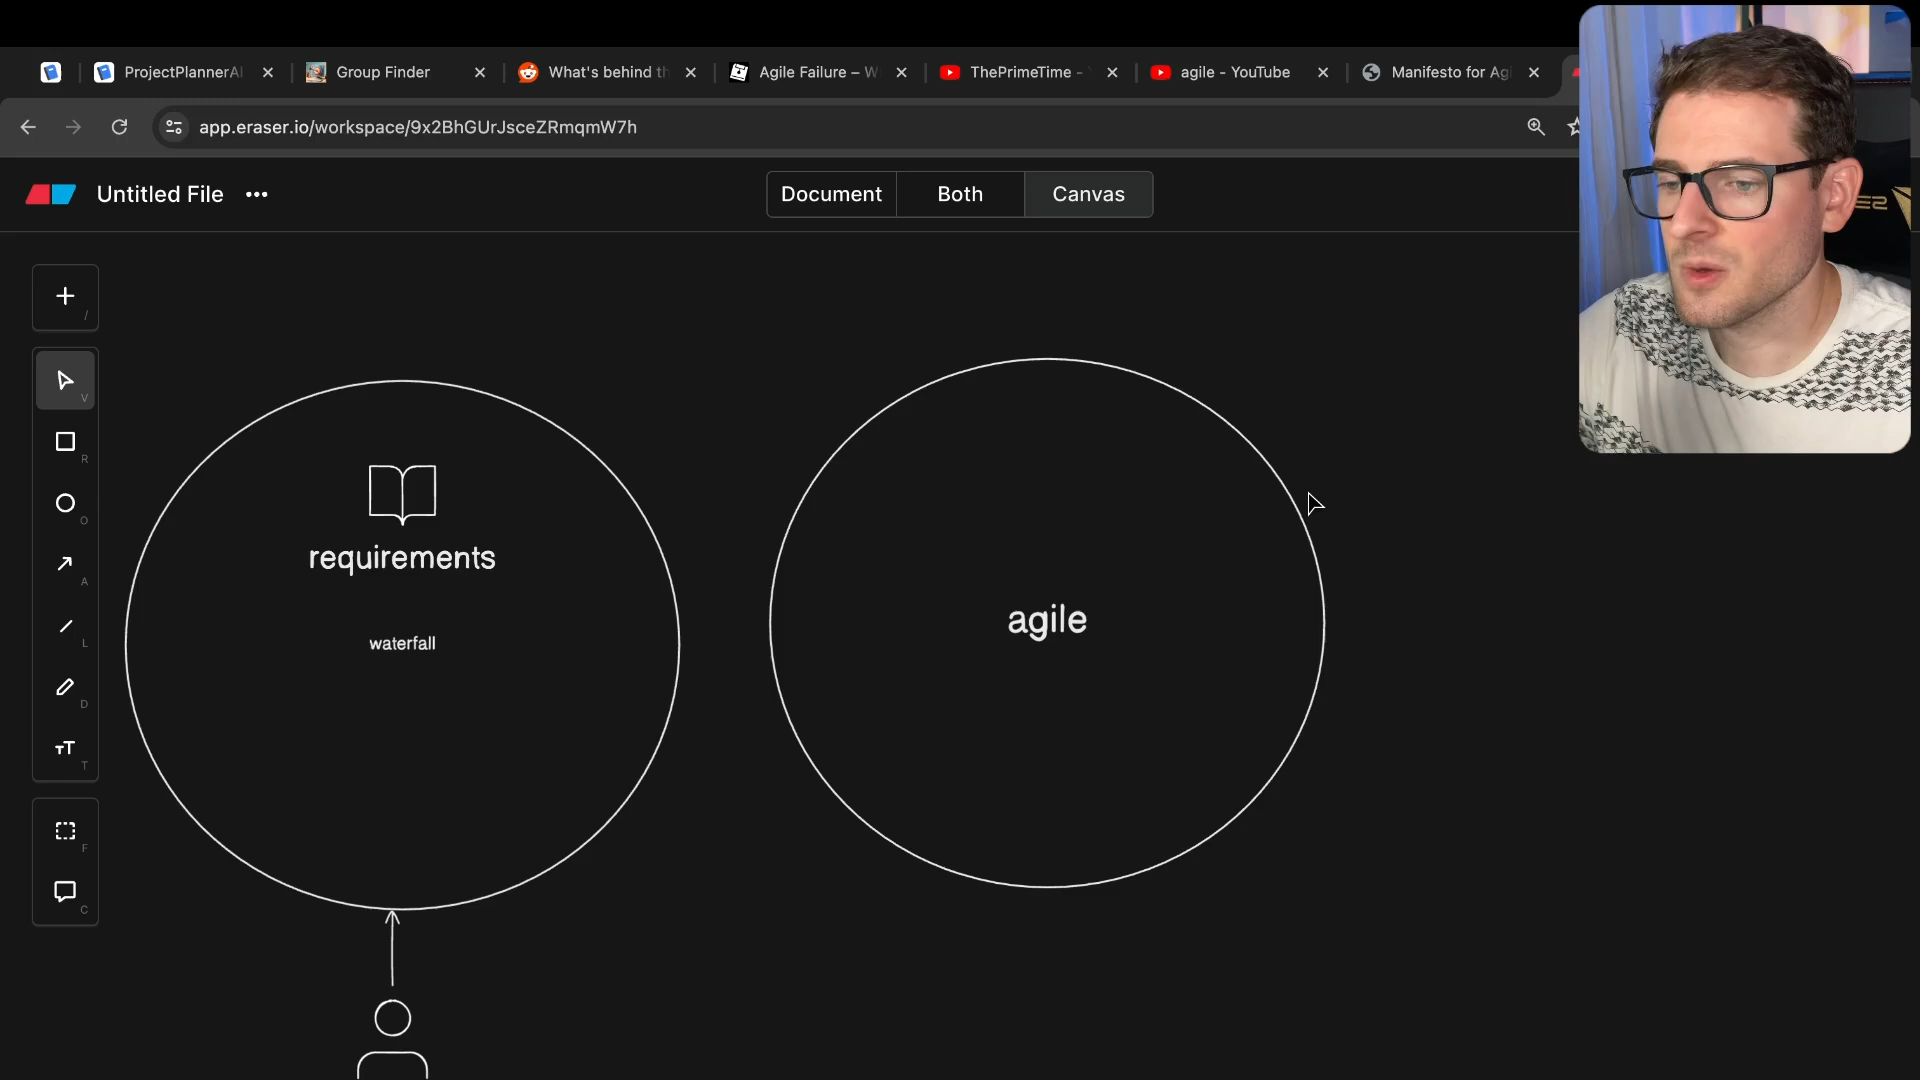 ProjectPlannerAI
Group Finder
What's behind th
Agile Failure – W
ThePrimeTime -
agile - YouTube
Manifesto for Ag
app.eraser.io/workspace/9x2BhGUrJsceZRmqmW7h
Untitled File
Document
Both
Canvas
/
V
R
O
A
L
D
T
F
C
requirements
waterfall
agile